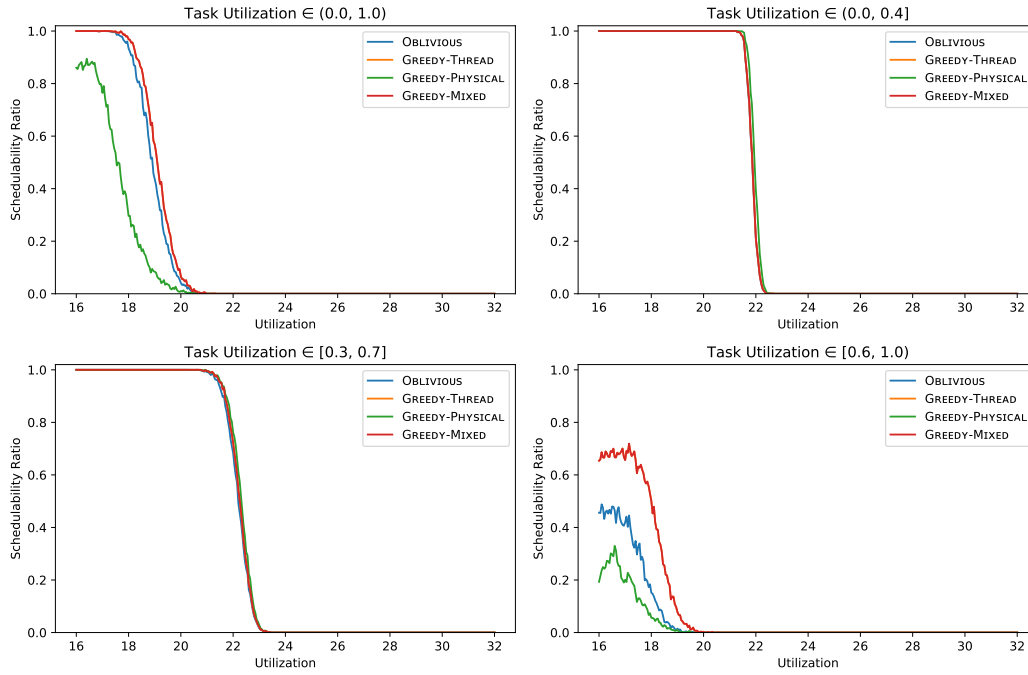 Task Utilization ∈ (0.0, 1.0)
Schedulability Ratio
1.0
0.8
0.6
0.4
0.2
0.0
16 18 20 22 24 26 28 30 32
Utilization
Oblivious
Greedy-Thread
Greedy-Physical
Greedy-Mixed
Task Utilization ∈ (0.0, 0.4]
Schedulability Ratio
1.0
0.8
0.6
0.4
0.2
0.0
16 18 20 22 24 26 28 30 32
Utilization
Oblivious
Greedy-Thread
Greedy-Physical
Greedy-Mixed
Task Utilization ∈ [0.3, 0.7]
Schedulability Ratio
1.0
0.8
0.6
0.4
0.2
0.0
16 18 20 22 24 26 28 30 32
Utilization
Oblivious
Greedy-Thread
Greedy-Physical
Greedy-Mixed
Task Utilization ∈ [0.6, 1.0)
Schedulability Ratio
1.0
0.8
0.6
0.4
0.2
0.0
16 18 20 22 24 26 28 30 32
Utilization
Oblivious
Greedy-Thread
Greedy-Physical
Greedy-Mixed